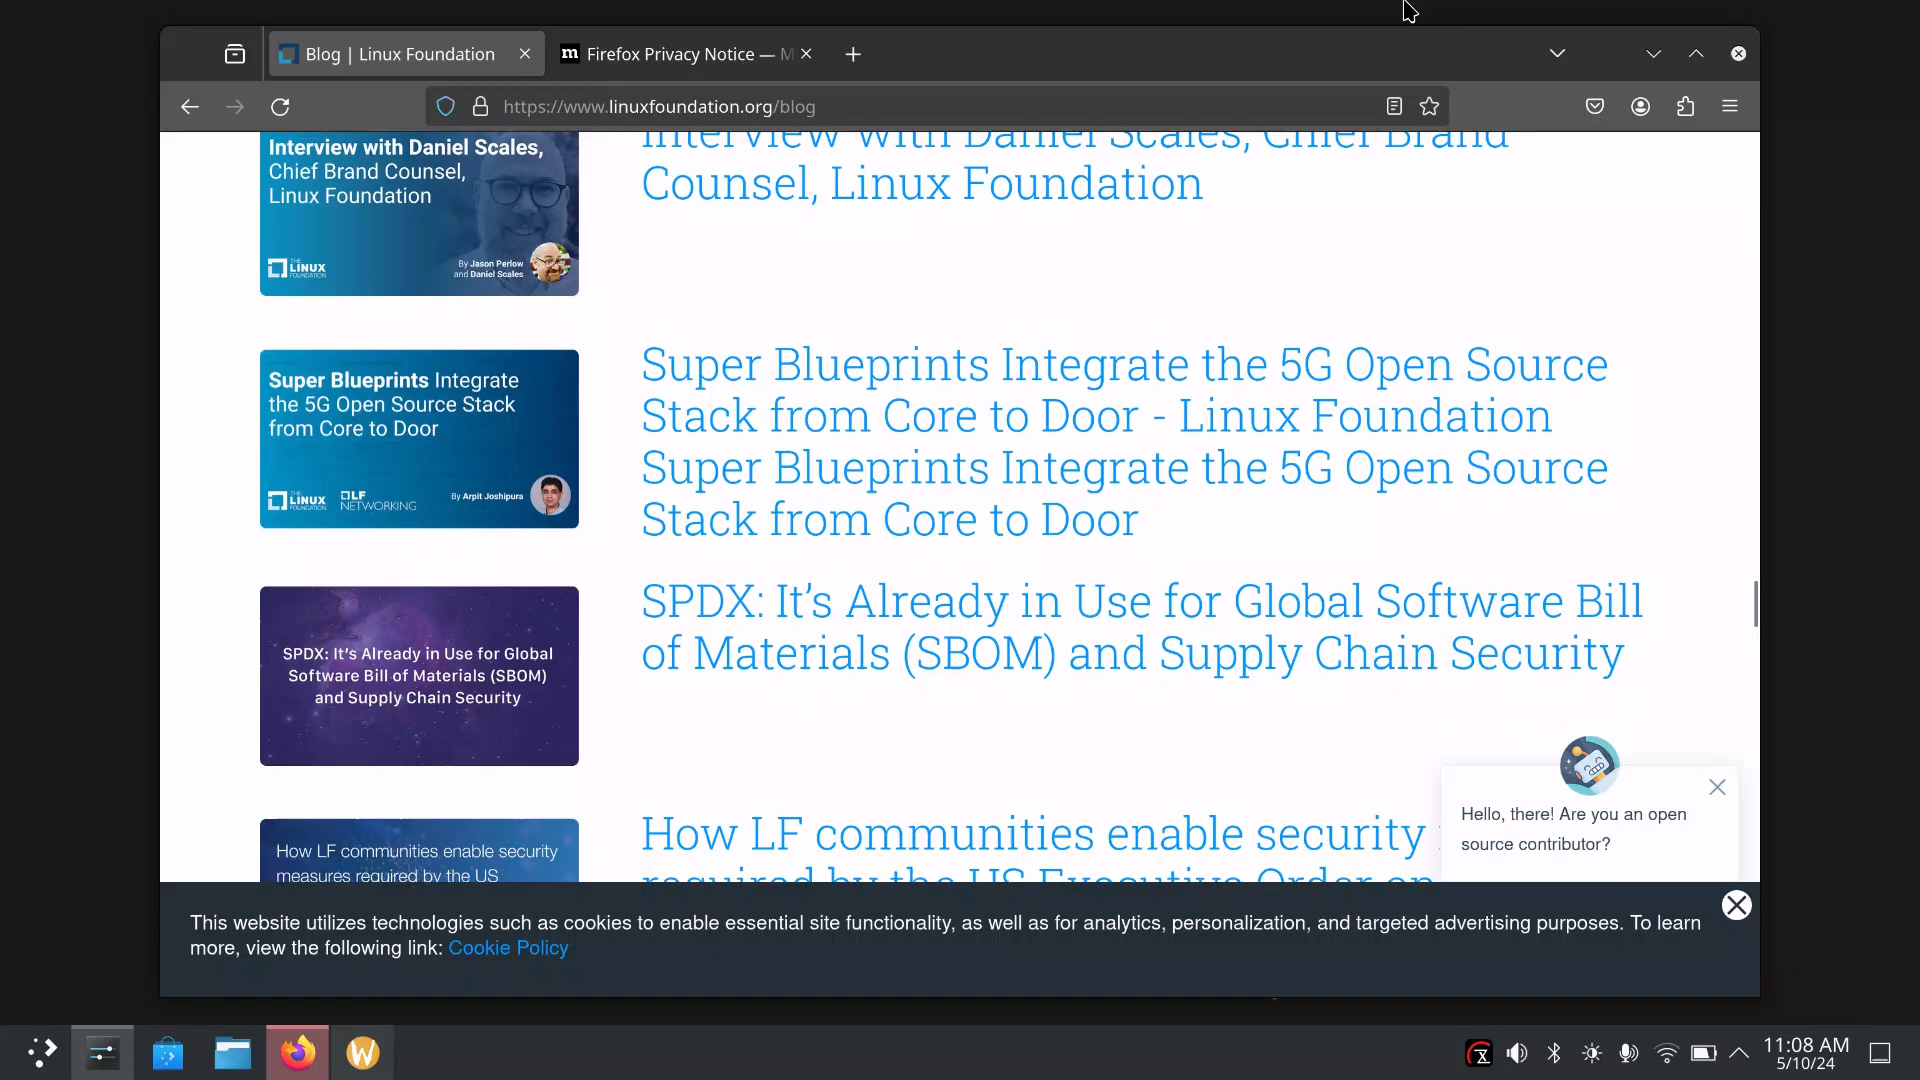 Blog | Linux Foundation
Firefox Privacy Notice — M
https://www.linuxfoundation.org/blog
Interview with Daniel Scales,
Chief Brand Counsel,
Linux Foundation
THE LINUX FOUNDATION
By Jason Perlow
and Daniel Scales
Interview with Daniel Scales, Chief Brand
Counsel, Linux Foundation
Super Blueprints Integrate
the 5G Open Source Stack
from Core to Door
THE LINUX FOUNDATION
LF NETWORKING
By Arpit Joshipura
Super Blueprints Integrate the 5G Open Source
Stack from Core to Door - Linux Foundation
Super Blueprints Integrate the 5G Open Source
Stack from Core to Door
SPDX: It’s Already in Use for Global
Software Bill of Materials (SBOM)
and Supply Chain Security
SPDX: It’s Already in Use for Global Software Bill
of Materials (SBOM) and Supply Chain Security
How LF communities enable security
measures required by the US
How LF communities enable security
required by the US Executive Order on
Hello, there! Are you an open
source contributor?
This website utilizes technologies such as cookies to enable essential site functionality, as well as for analytics, personalization, and targeted advertising purposes. To learn
more, view the following link: Cookie Policy
11:08 AM
5/10/24